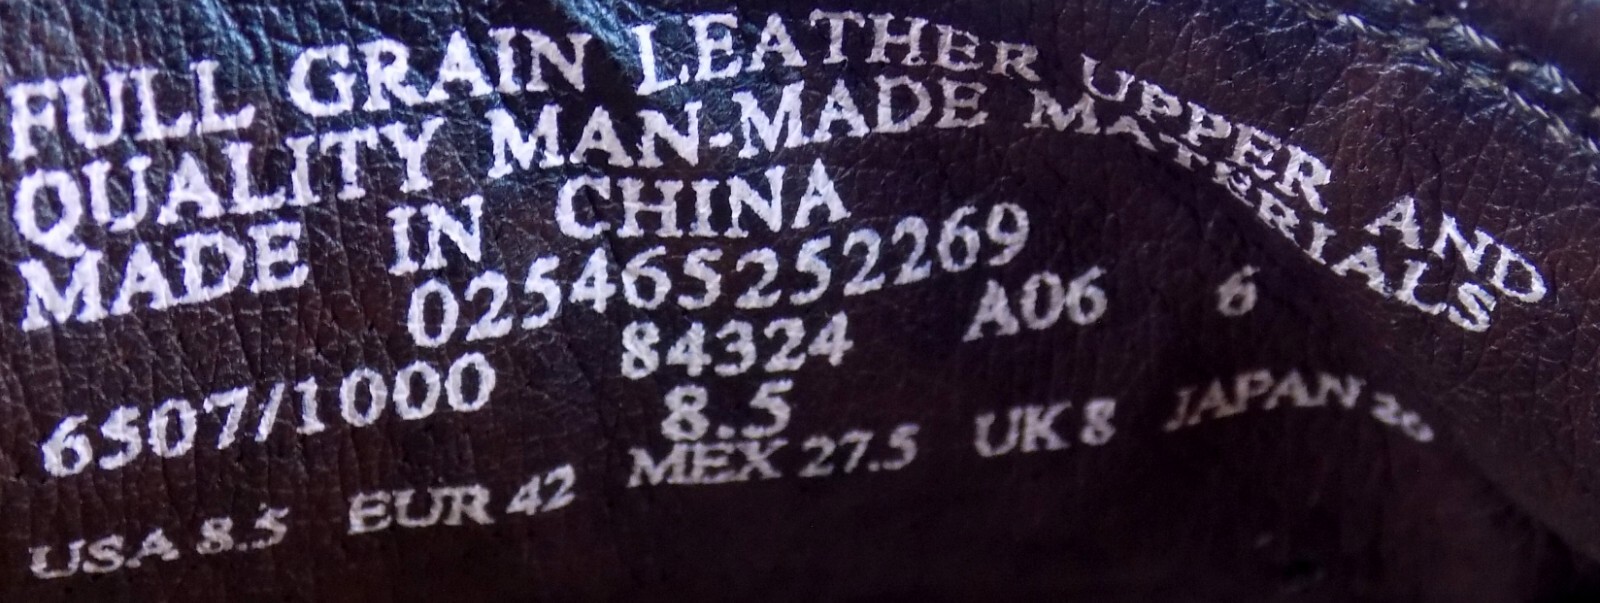 FULL GRAIN LEATHER UPPER AND
QUALITY MAN-MADE MATERIALS
MADE IN CHINA
025465252269
6507/1000 84324 A06 6
8.5
USA 8.5 EUR 42 MEX 27.5 UK 8 JAPAN